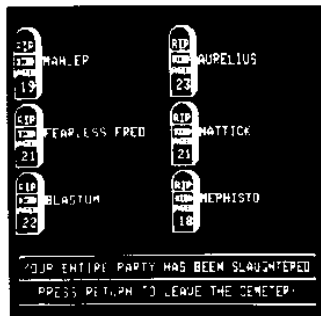 RIP RIP
MAHLER AURELIUS
19 23
RIP RIP
FEARLESS FRED MATTICK
21 21
RIP RIP
BLASTUM MEPHISTO
22 18
YOUR ENTIRE PARTY HAS BEEN SLAUGHTERED
PRESS RETURN TO LEAVE THE CEMETERY